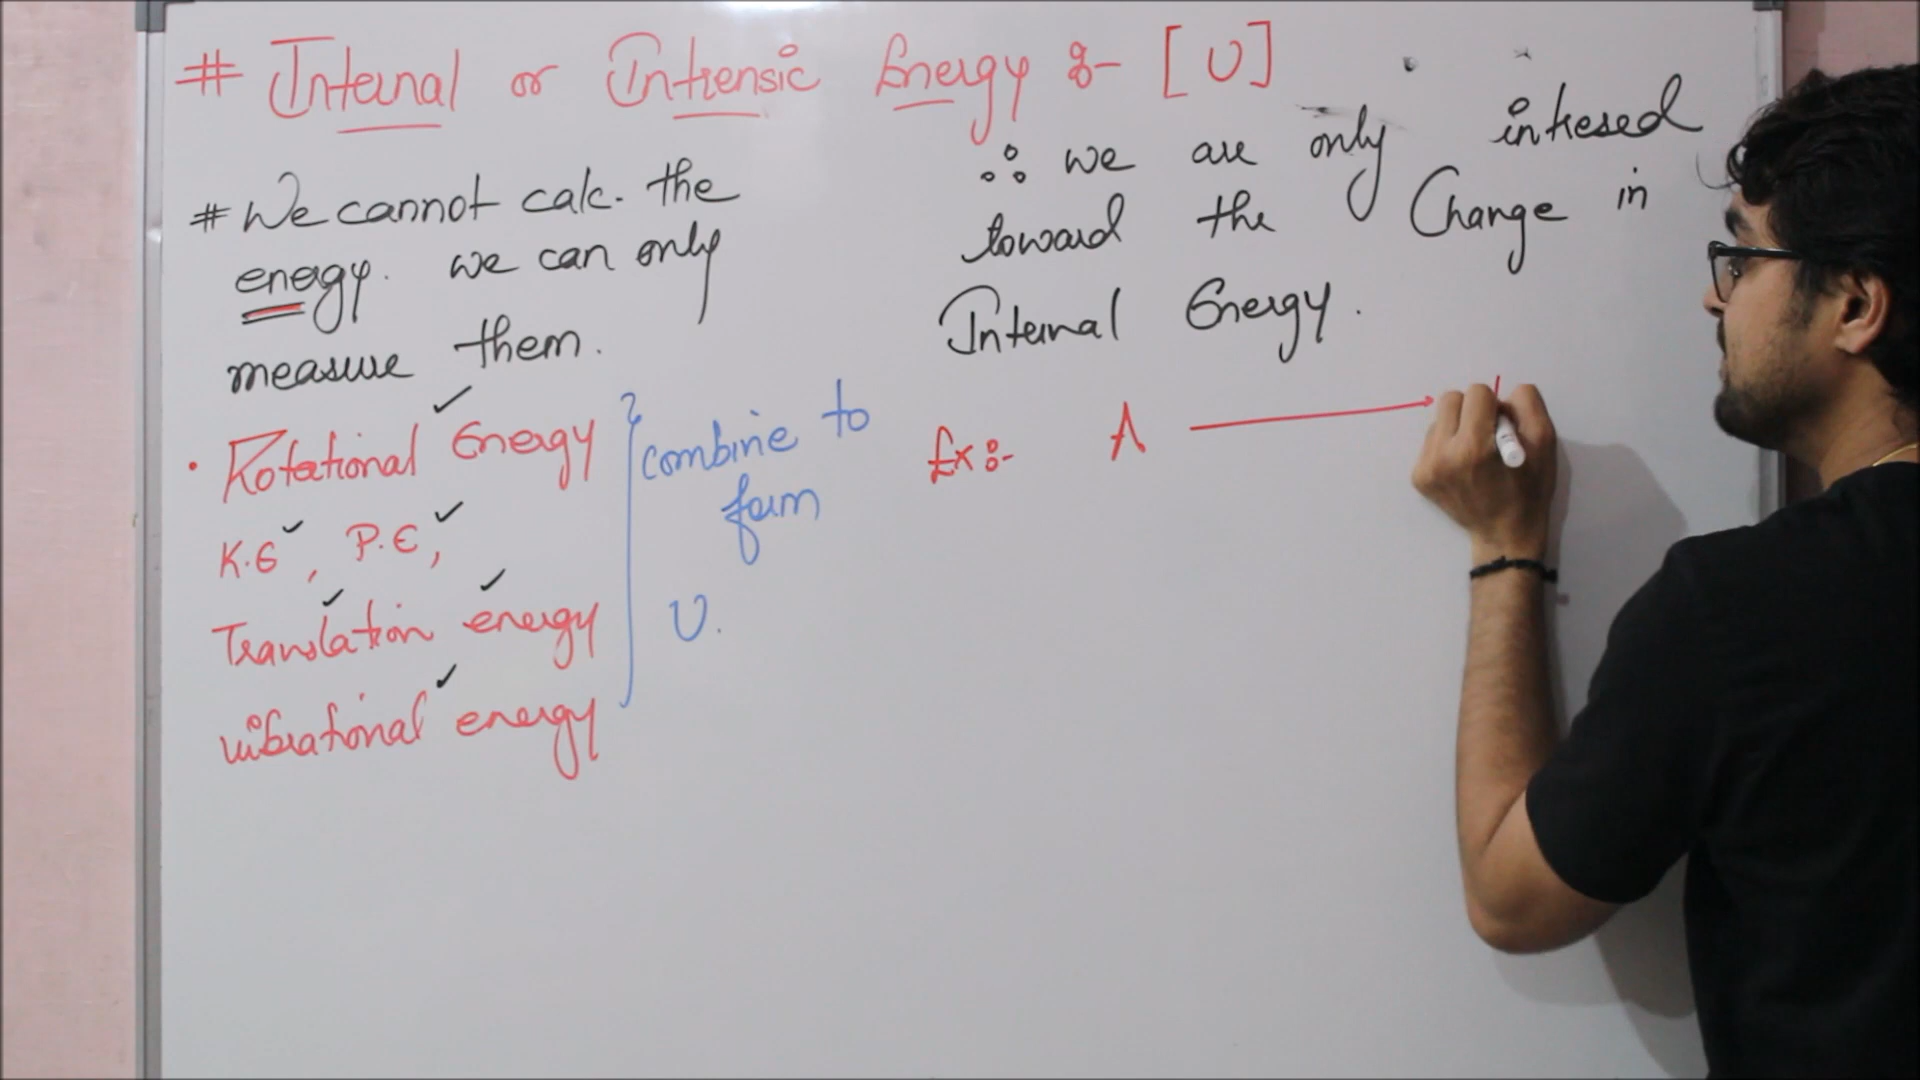 # Internal or Intrensic Energy :- [U]
# We cannot calc. the
energy. we can only
measure them.
• Rotational Energy
K.E, P.E,
Translation energy
vibrational energy
combine to
form
U.
∴ we are only intresed
toward the Change in
Internal Energy.
Ex:- A →